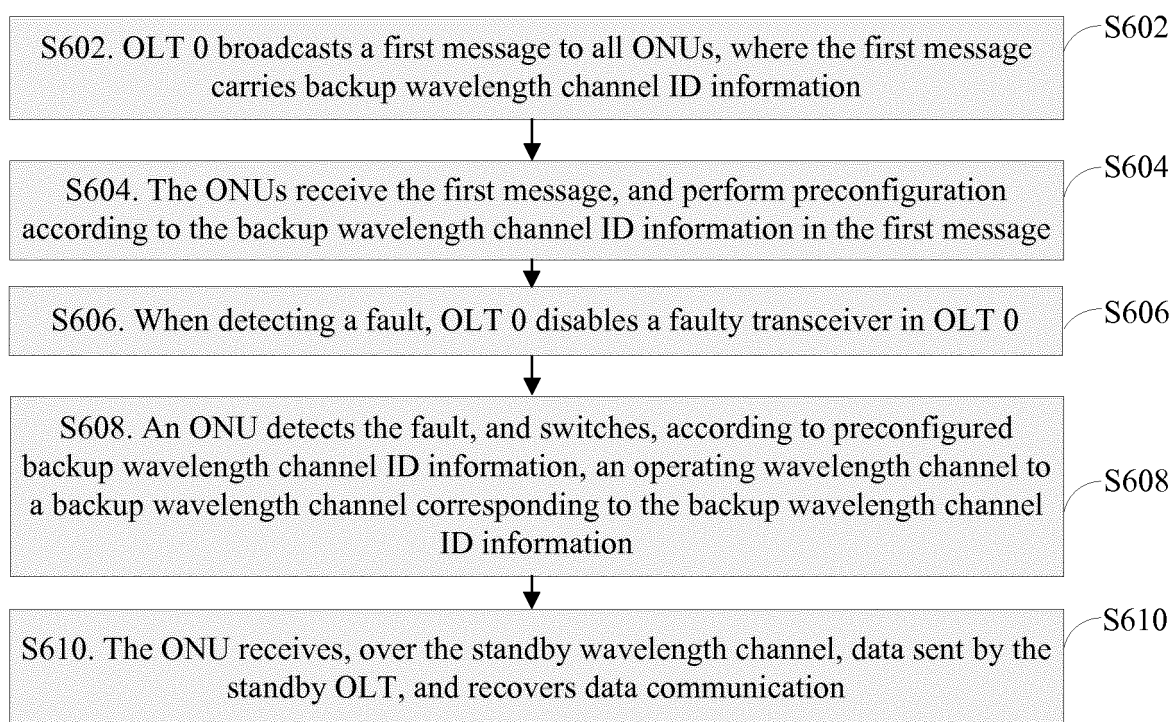 S602. OLT 0 broadcasts a first message to all ONUs, where the first message
carries backup wavelength channel ID information
S602
S604. The ONUs receive the first message, and perform preconfiguration
according to the backup wavelength channel ID information in the first message
S604
S606. When detecting a fault, OLT 0 disables a faulty transceiver in OLT 0
S606
S608. An ONU detects the fault, and switches, according to preconfigured
backup wavelength channel ID information, an operating wavelength channel to
a backup wavelength channel corresponding to the backup wavelength channel
ID information
S608
S610. The ONU receives, over the standby wavelength channel, data sent by the
standby OLT, and recovers data communication
S610